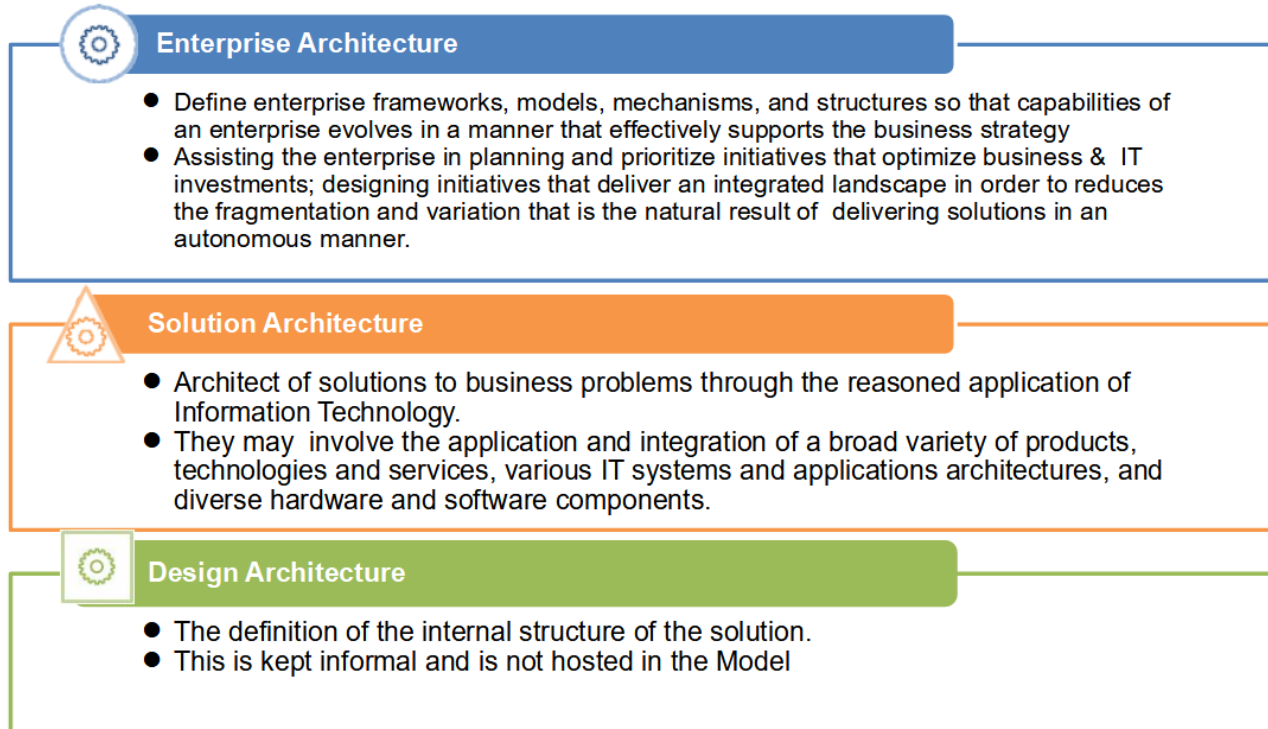 Enterprise Architecture
● Define enterprise frameworks, models, mechanisms, and structures so that capabilities of
an enterprise evolves in a manner that effectively supports the business strategy
● Assisting the enterprise in planning and prioritize initiatives that optimize business & IT
investments; designing initiatives that deliver an integrated landscape in order to reduces
the fragmentation and variation that is the natural result of delivering solutions in an
autonomous manner.
Solution Architecture
● Architect of solutions to business problems through the reasoned application of
Information Technology.
● They may involve the application and integration of a broad variety of products,
technologies and services, various IT systems and applications architectures, and
diverse hardware and software components.
Design Architecture
● The definition of the internal structure of the solution.
● This is kept informal and is not hosted in the Model